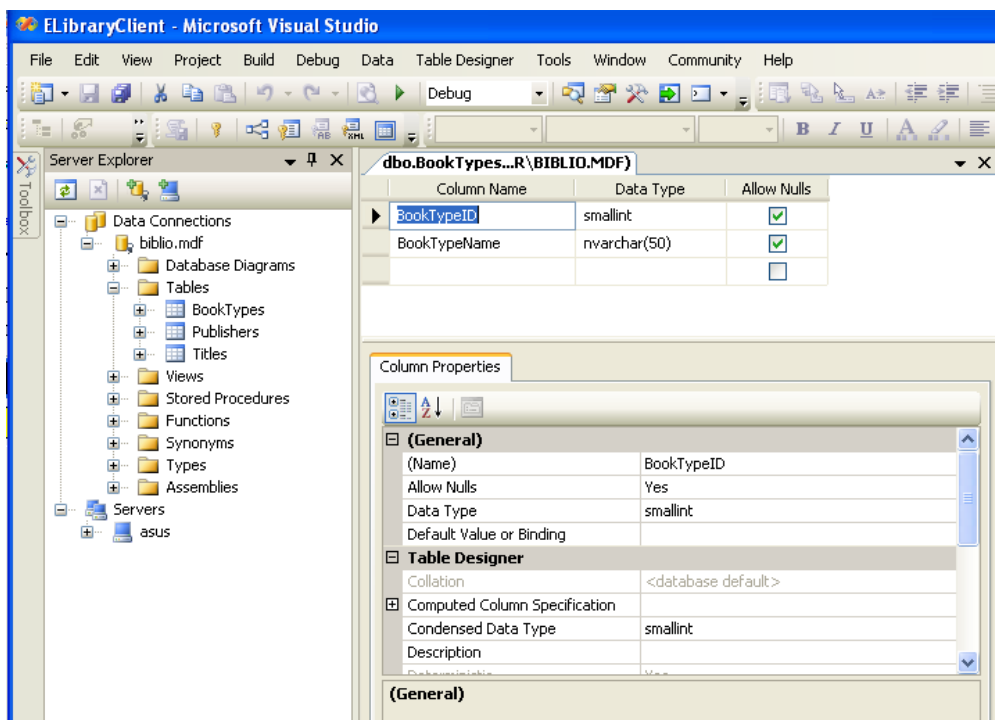 ELibraryClient - Microsoft Visual Studio
File Edit View Project Build Debug Data Table Designer Tools Window Community Help
Debug
Toolbox
Server Explorer
Data Connections
biblio.mdf
Database Diagrams
Tables
BookTypes
Publishers
Titles
Views
Stored Procedures
Functions
Synonyms
Types
Assemblies
Servers
asus
dbo.BookTypes...R\BIBLIO.MDF)
Column Name Data Type Allow Nulls
BookTypeID smallint
BookTypeName nvarchar(50)
Column Properties
(General)
(Name) BookTypeID
Allow Nulls Yes
Data Type smallint
Default Value or Binding
Table Designer
Collation <database default>
Computed Column Specification
Condensed Data Type smallint
Description
(General)